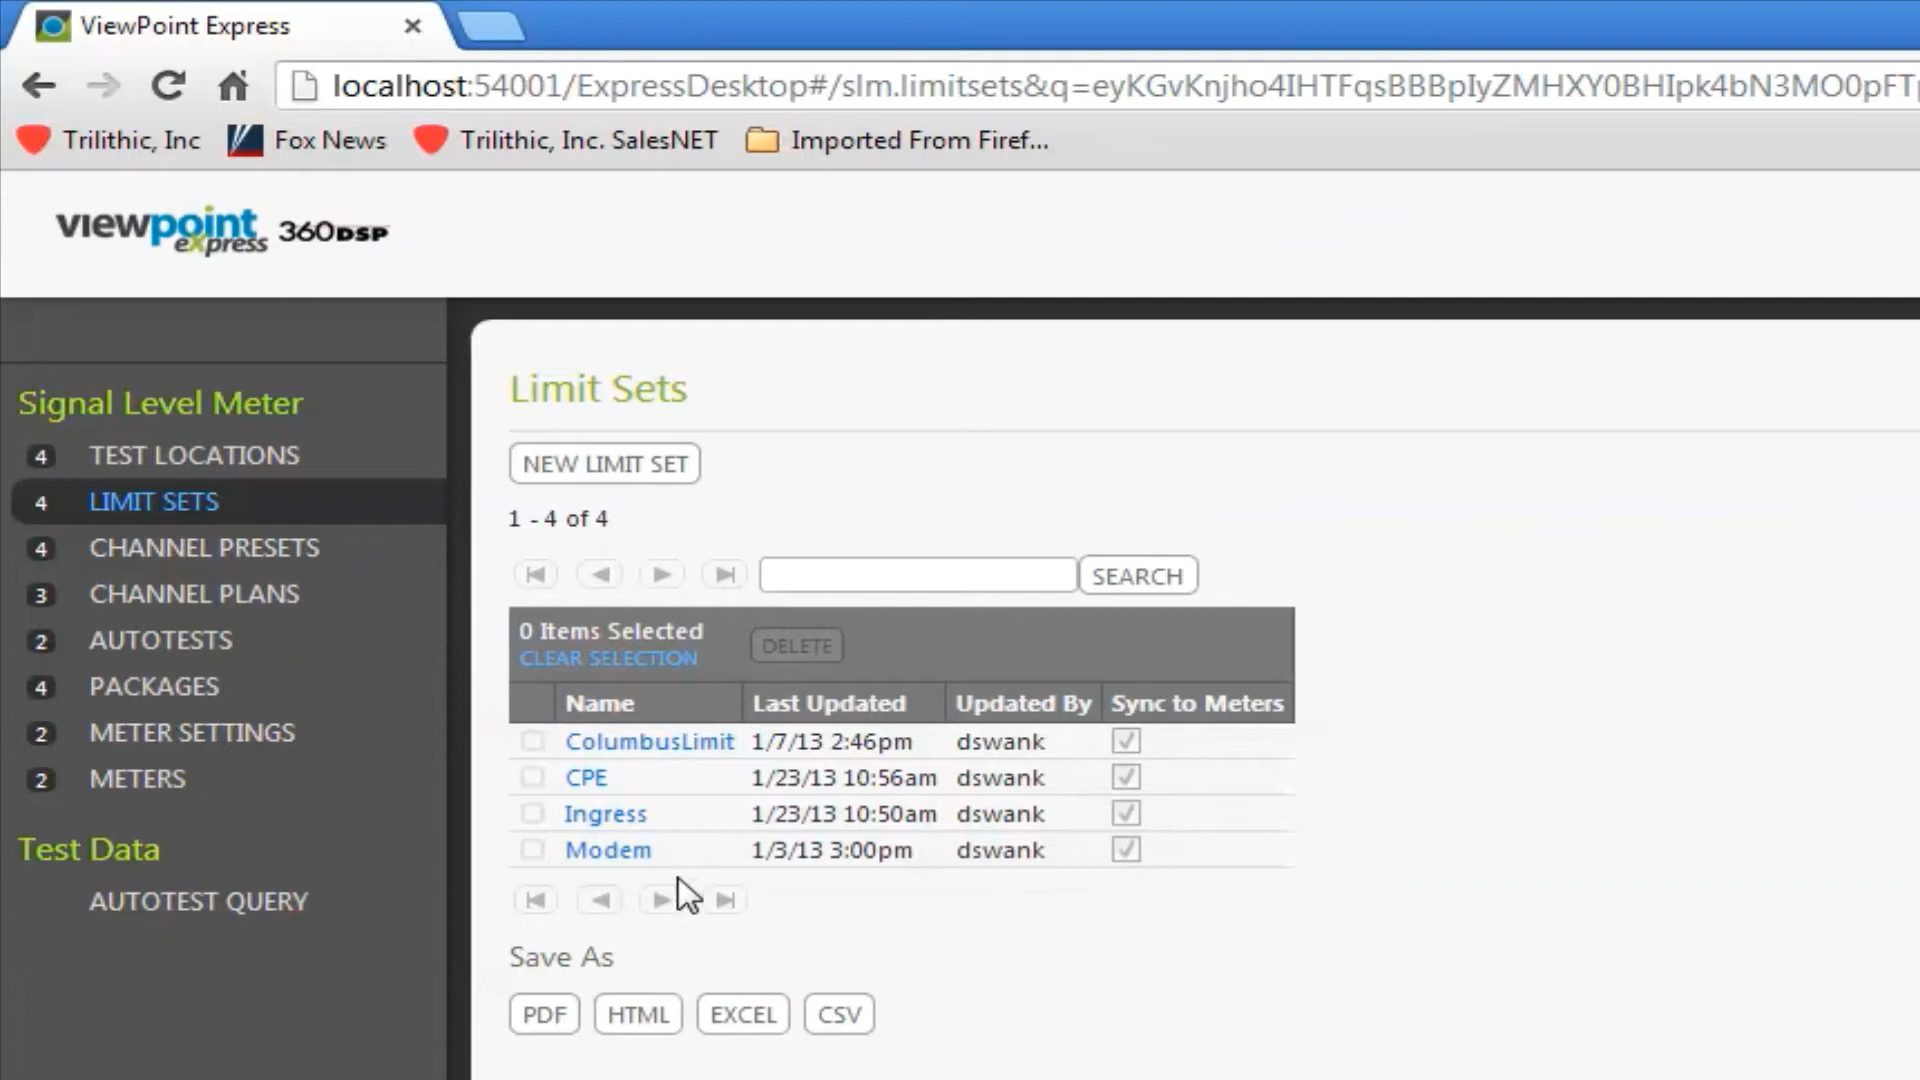 ViewPoint Express
localhost:54001/ExpressDesktop#/slm.limitsets&q=eyKGvKnjho4IHTFqsBBBpIyZMHXY0BHIpk4bN3MO0pFT
Trilithic, Inc
Fox News
Trilithic, Inc. SalesNET
Imported From Firef...
viewpoint express 360DSP
Signal Level Meter
4 TEST LOCATIONS
4 LIMIT SETS
4 CHANNEL PRESETS
3 CHANNEL PLANS
2 AUTOTESTS
4 PACKAGES
2 METER SETTINGS
2 METERS
Test Data
AUTOTEST QUERY
Limit Sets
NEW LIMIT SET
1 - 4 of 4
SEARCH
0 Items Selected
CLEAR SELECTION
DELETE
Name Last Updated Updated By Sync to Meters
ColumbusLimit 1/7/13 2:46pm dswank
CPE 1/23/13 10:56am dswank
Ingress 1/23/13 10:50am dswank
Modem 1/3/13 3:00pm dswank
Save As
PDF HTML EXCEL CSV